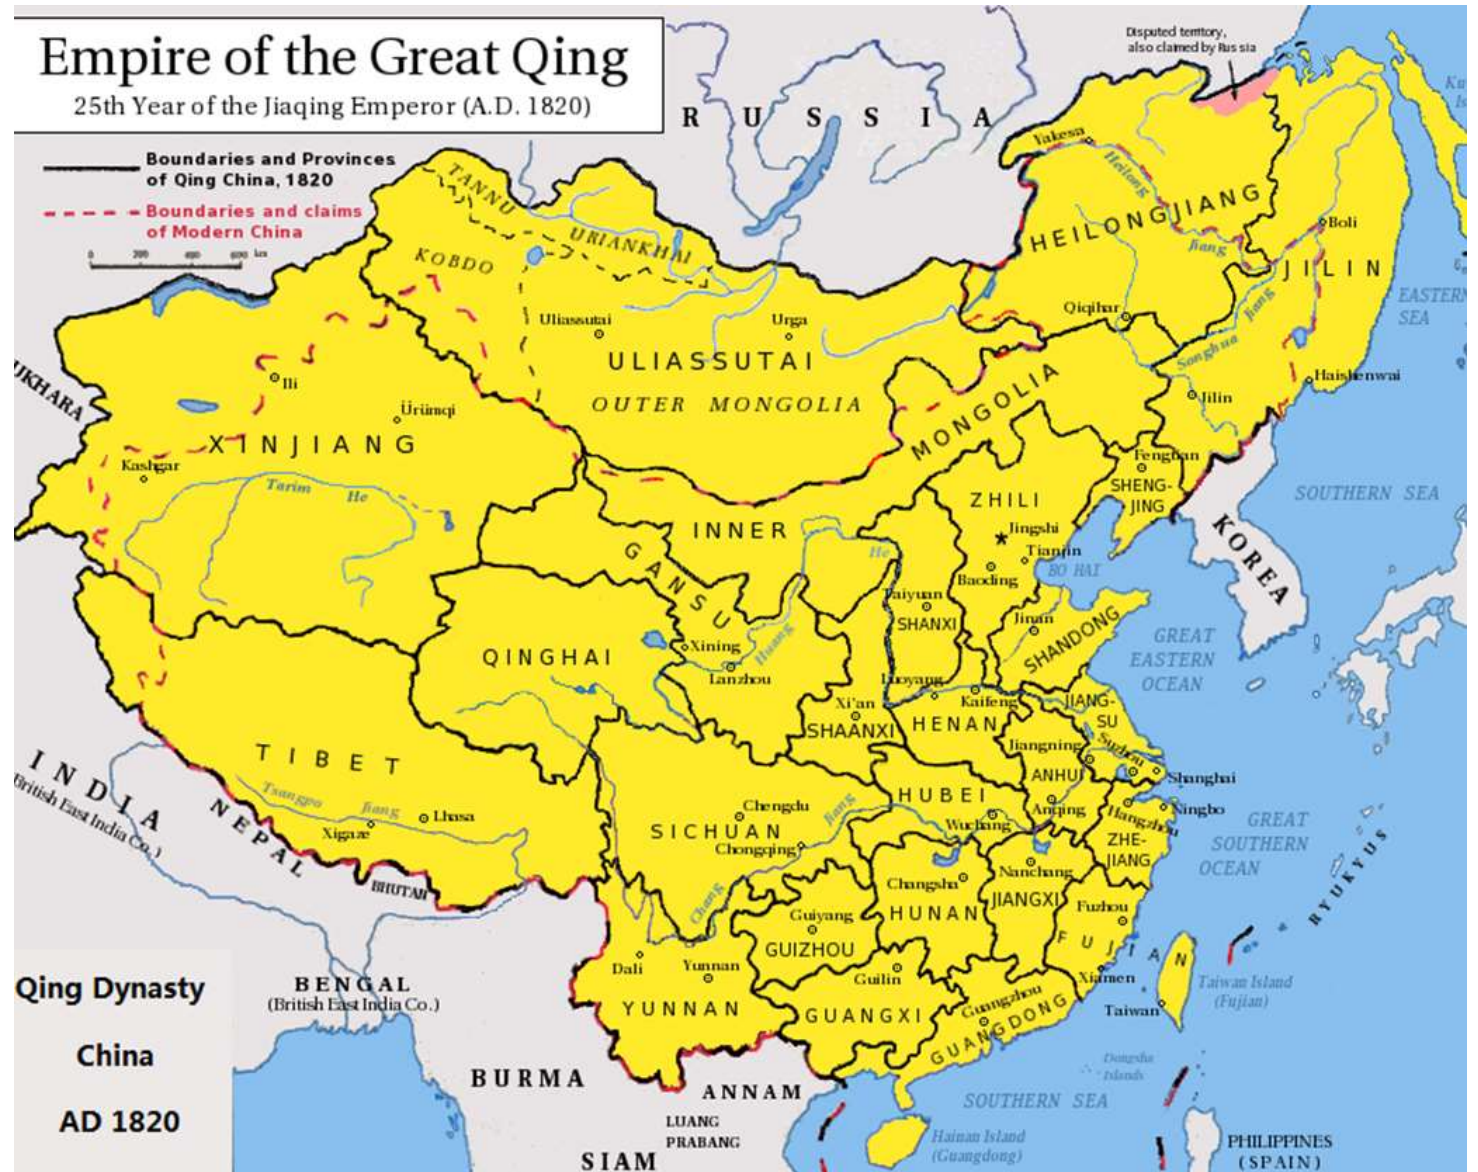 Empire of the Great Qing
25th Year of the Jiaqing Emperor (A.D. 1820)
Boundaries and Provinces
of Qing China, 1820
Boundaries and claims
of Modern China
0 200 400 600 km
Disputed territory,
also claimed by Russia
RUSSIA
TANNU
URIANKHAI
KOBDO
Yakesa
Heilong
Jiang
HEILONGJIANG
Boli
JILIN
Uliassutai
Urga
Qiqihar
Songhua
Jiang
EASTERN
SEA
ULIASSUTAI
OUTER MONGOLIA
Ili
UKHARA
Ürümqi
MONGOLIA
Jilin
Haishenwai
XINJIANG
Kashgar
Tarim He
Fengtian
SHENG-
JING
ZHILI
SOUTHERN SEA
KOREA
INNER
Jingshi
Tianjin
BO HAI
Baoding
He
GANSU
Taiyuan
SHANXI
Jinan
SHANDONG
GREAT
EASTERN
OCEAN
QINGHAI
Xining
Lanzhou
Huang
Luoyang
Kaifeng
Xi'an
SHAANXI
HENAN
JIANG-
SU
TIBET
Jiangning
Suzhou
Shanghai
ANHUI
INDIA
(British East India Co.)
NEPAL
Tsangpo Jiang
Lhasa
Xigaze
BHUTAN
Chengdu
SICHUAN
Chongqing
Jiang
HUBEI
Wuchang
Anqing
Hangzhou
Ningbo
ZHE-
JIANG
GREAT
SOUTHERN
OCEAN
RYUKYUS
Chang
Changsha
HUNAN
Nanchang
JIANGXI
Fuzhou
FUJIAN
Guiyang
GUIZHOU
Dali
Yunnan
YUNNAN
Guilin
GUANGXI
Guangzhou
GUANGDONG
Xiamen
Taiwan
Taiwan Island
(Fujian)
Qing Dynasty
China
AD 1820
BENGAL
(British East India Co.)
BURMA
ANNAM
LUANG
PRABANG
SIAM
Dongsha
Islands
SOUTHERN SEA
Hainan Island
(Guangdong)
PHILIPPINES
(SPAIN)